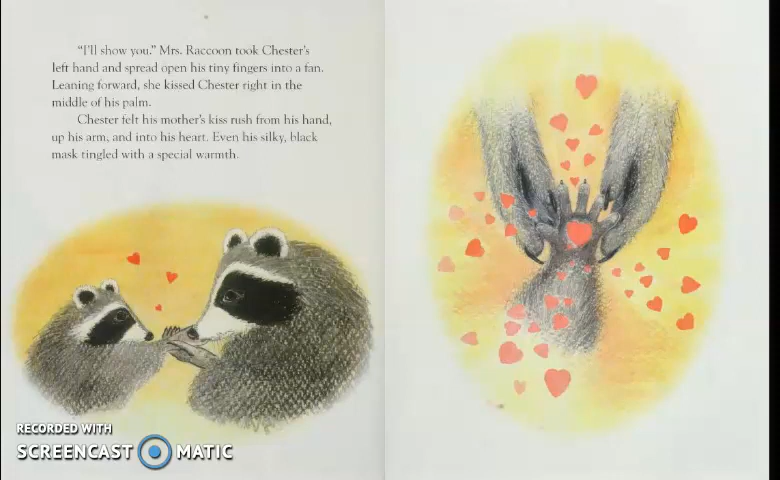 "I'll show you." Mrs. Raccoon took Chester's
left hand and spread open his tiny fingers into a fan.
Leaning forward, she kissed Chester right in the
middle of his palm.
Chester felt his mother's kiss rush from his hand,
up his arm, and into his heart. Even his silky, black
mask tingled with a special warmth.
RECORDED WITH
SCREENCAST MATIC